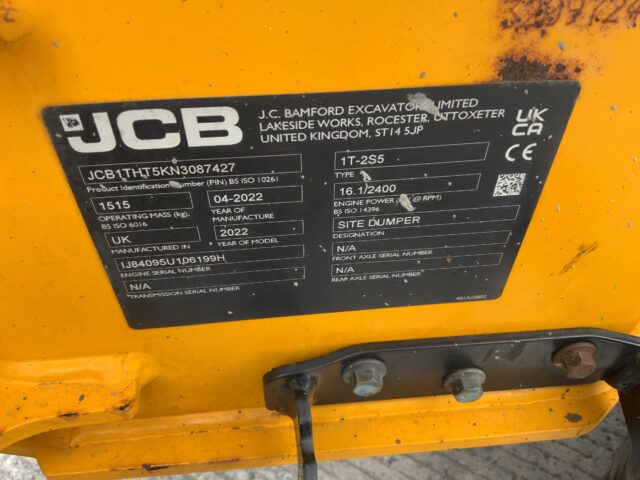 JCB
J.C. BAMFORD EXCAVATORS LIMITED
LAKESIDE WORKS, ROCESTER, UTTOXETER
UNITED KINGDOM, ST14 5JP
UK
CA
CE
JCB1THT5KN3087427
Product Identification Number (PIN) BS ISO 10261
1515
OPERATING MASS (kg),
BS ISO 6016
04-2022
YEAR OF
MANUFACTURE
UK
MANUFACTURED IN
2022
YEAR OF MODEL
IJ84095U106199H
ENGINE SERIAL NUMBER
N/A
TRANSMISSION SERIAL NUMBER
1T-2S5
TYPE
16.1/2400
ENGINE POWER @ RPM)
BS ISO 14396
SITE DUMPER
DESIGNATION
N/A
FRONT AXLE SERIAL NUMBER
N/A
REAR AXLE SERIAL NUMBER